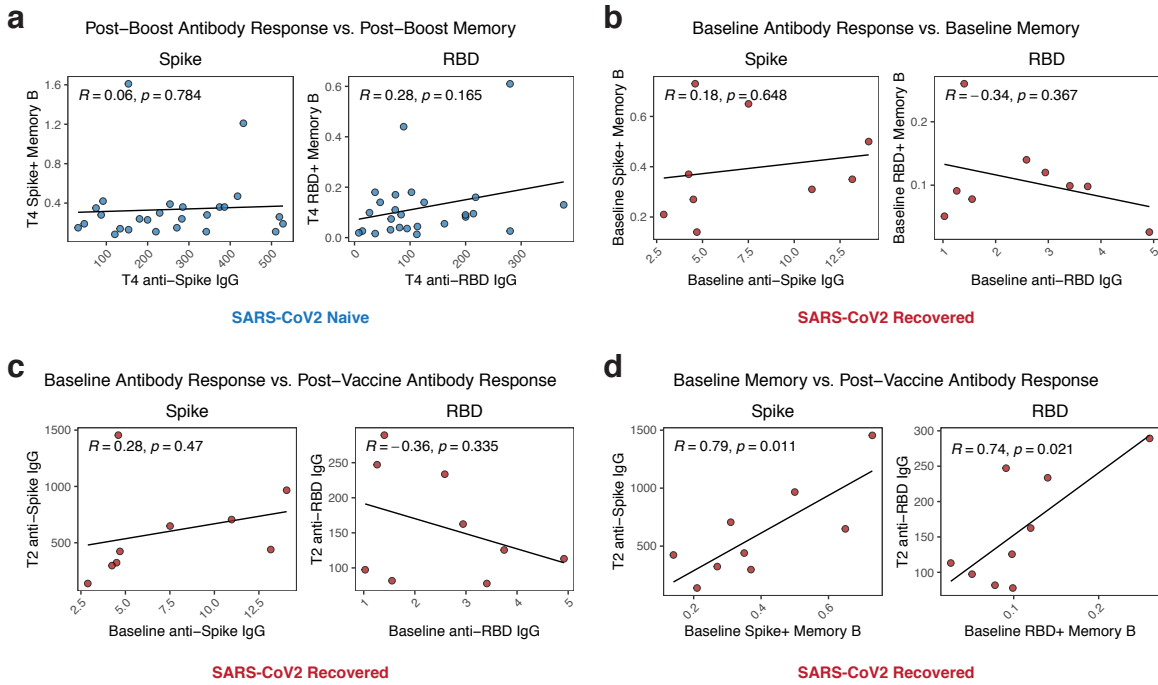 a
Post−Boost Antibody Response vs. Post−Boost Memory
Spike
R = 0.06, p = 0.784
T4 Spike+ Memory B
1.6
1.2
0.8
0.4
100
200
300
400
500
T4 anti−Spike IgG
RBD
R = 0.28, p = 0.165
T4 RBD+ Memory B
0.6
0.4
0.2
0.0
0
100
200
300
T4 anti−RBD IgG
SARS-CoV2 Naive
b
Baseline Antibody Response vs. Baseline Memory
Spike
R = 0.18, p = 0.648
Baseline Spike+ Memory B
0.6
0.4
0.2
2.5
5.0
7.5
10.0
12.5
Baseline anti−Spike IgG
RBD
R = −0.34, p = 0.367
Baseline RBD+ Memory B
0.2
0.1
1
2
3
4
5
Baseline anti−RBD IgG
SARS-CoV2 Recovered
c
Baseline Antibody Response vs. Post−Vaccine Antibody Response
Spike
R = 0.28, p = 0.47
T2 anti−Spike IgG
1500
1000
500
2.5
5.0
7.5
10.0
12.5
Baseline anti−Spike IgG
RBD
R = −0.36, p = 0.335
T2 anti−RBD IgG
250
200
150
100
1
2
3
4
5
Baseline anti−RBD IgG
SARS-CoV2 Recovered
d
Baseline Memory vs. Post−Vaccine Antibody Response
Spike
R = 0.79, p = 0.011
T2 anti−Spike IgG
1500
1000
500
0.2
0.4
0.6
Baseline Spike+ Memory B
RBD
R = 0.74, p = 0.021
T2 anti−RBD IgG
300
250
200
150
100
0.1
0.2
Baseline RBD+ Memory B
SARS-CoV2 Recovered